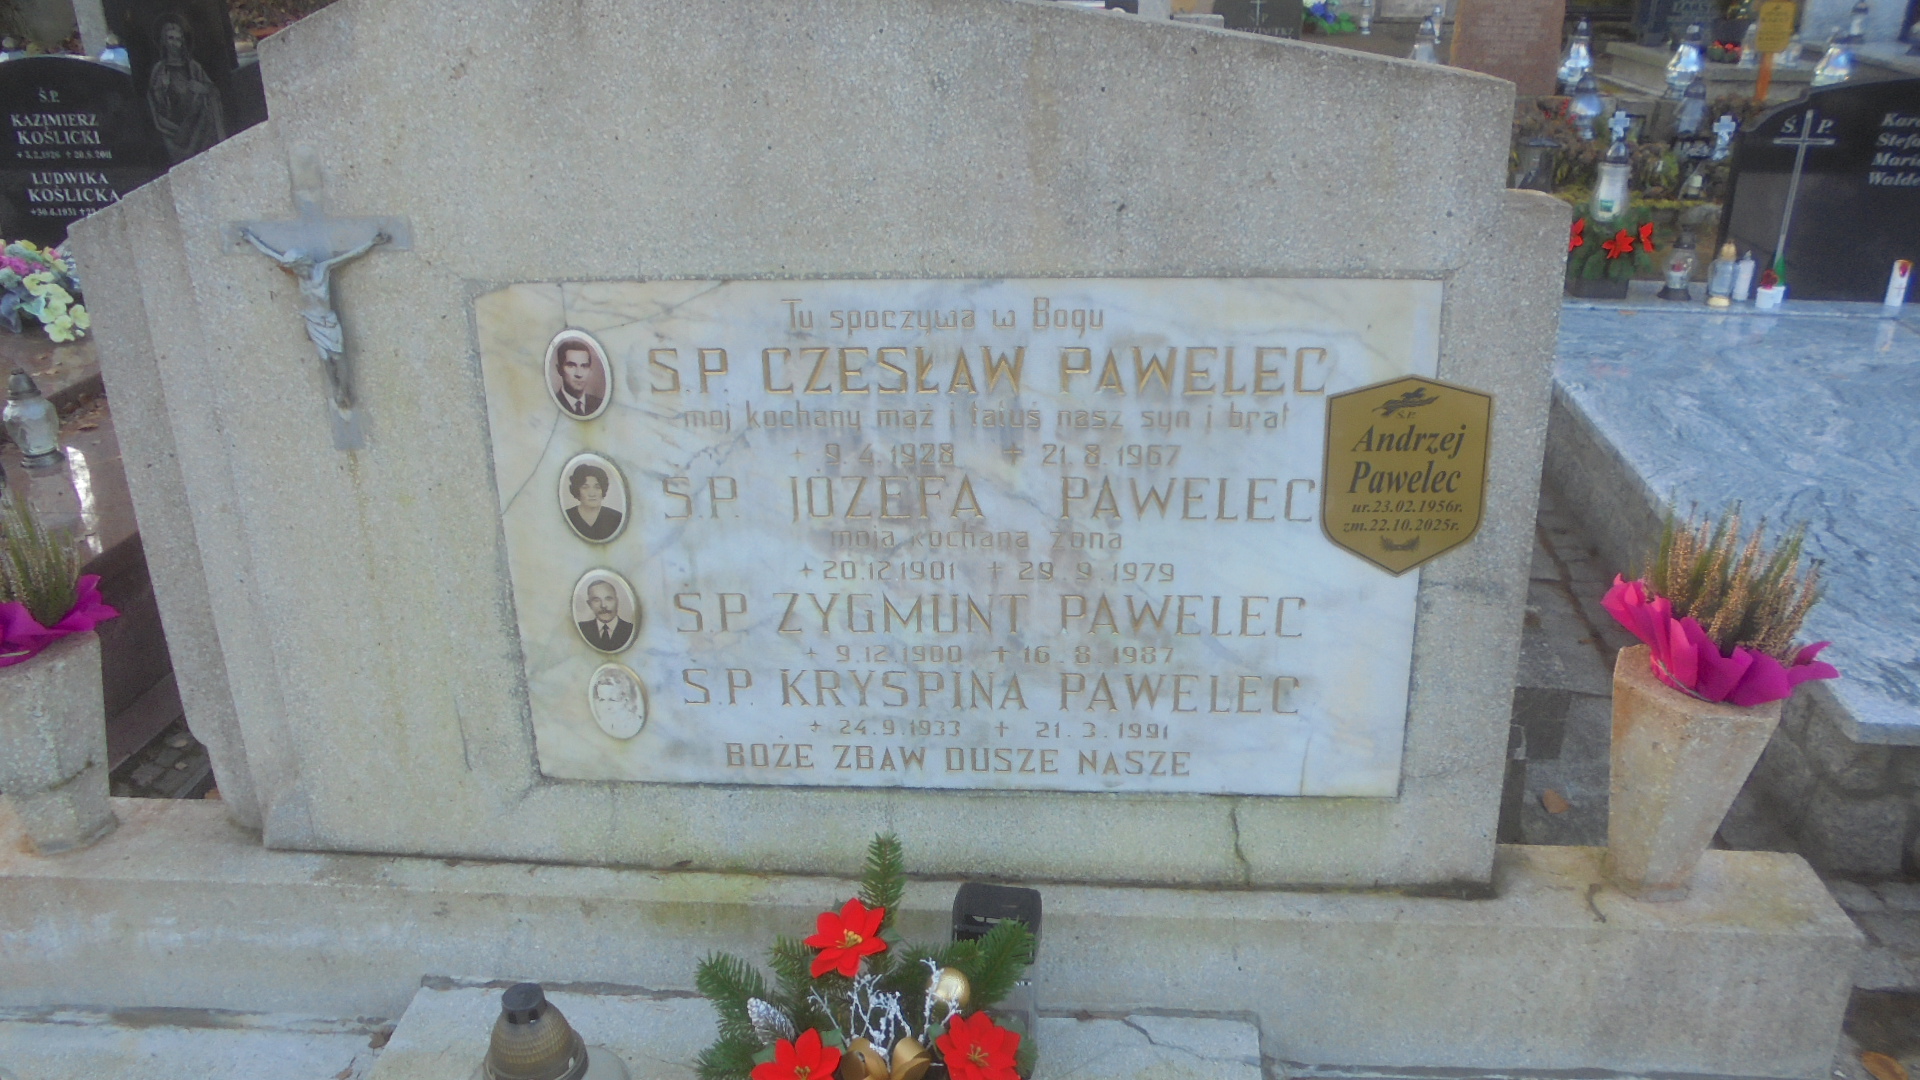 Ś.P.
KAZIMIERZ
KOŚLICKI
LUDWIKA
KOŚLICKA
Tu spoczywa w Bogu
Ś.P. CZESŁAW PAWELEC
mój kochany mąż i tatuś nasz syn i brat
+ 9. 4. 1928 + 21. 8. 1967
Ś.P. JÓZEFA PAWELEC
moja kochana żona
+ 20.12.1901 + 29. 9. 1979
Ś.P. ZYGMUNT PAWELEC
+ 9.12.1900 + 16. 8. 1987
Ś.P. KRYSPINA PAWELEC
+ 24.9.1933 + 21. 3. 1991
BOŻE ZBAW DUSZE NASZE
Ś.P.
Andrzej
Pawelec
ur.23.02.1956r.
zm.22.10.2025r.
Ś. P.